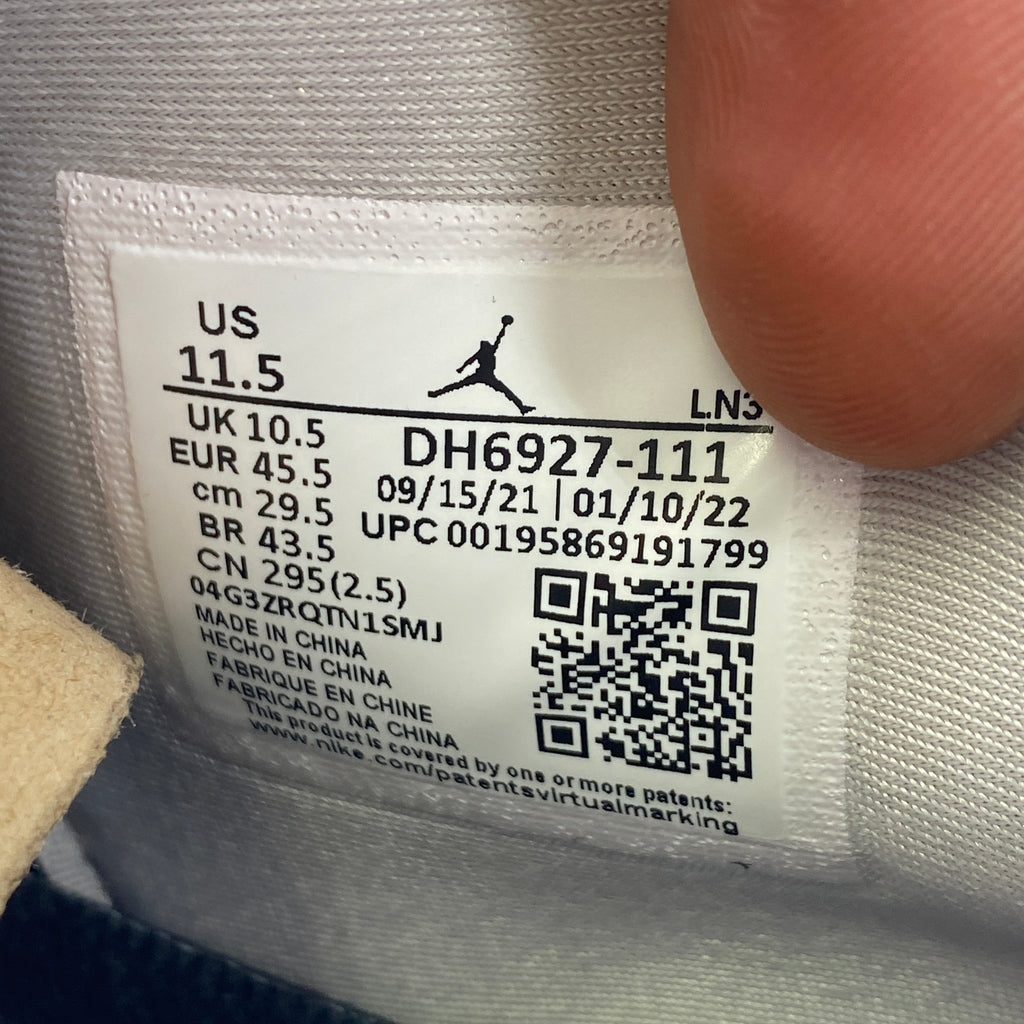 US
11.5
LN3
UK 10.5
EUR 45.5
cm 29.5
BR 43.5
CN 295(2.5)
DH6927-111
09/15/21 | 01/10/22
UPC 00195869191799
04G3ZRQTN1SMJ
MADE IN CHINA
HECHO EN CHINA
FABRIQUE EN CHINE
FABRICADO NA CHINA
This product is covered by one or more patents:
www.nike.com/patentsvirtualmarking